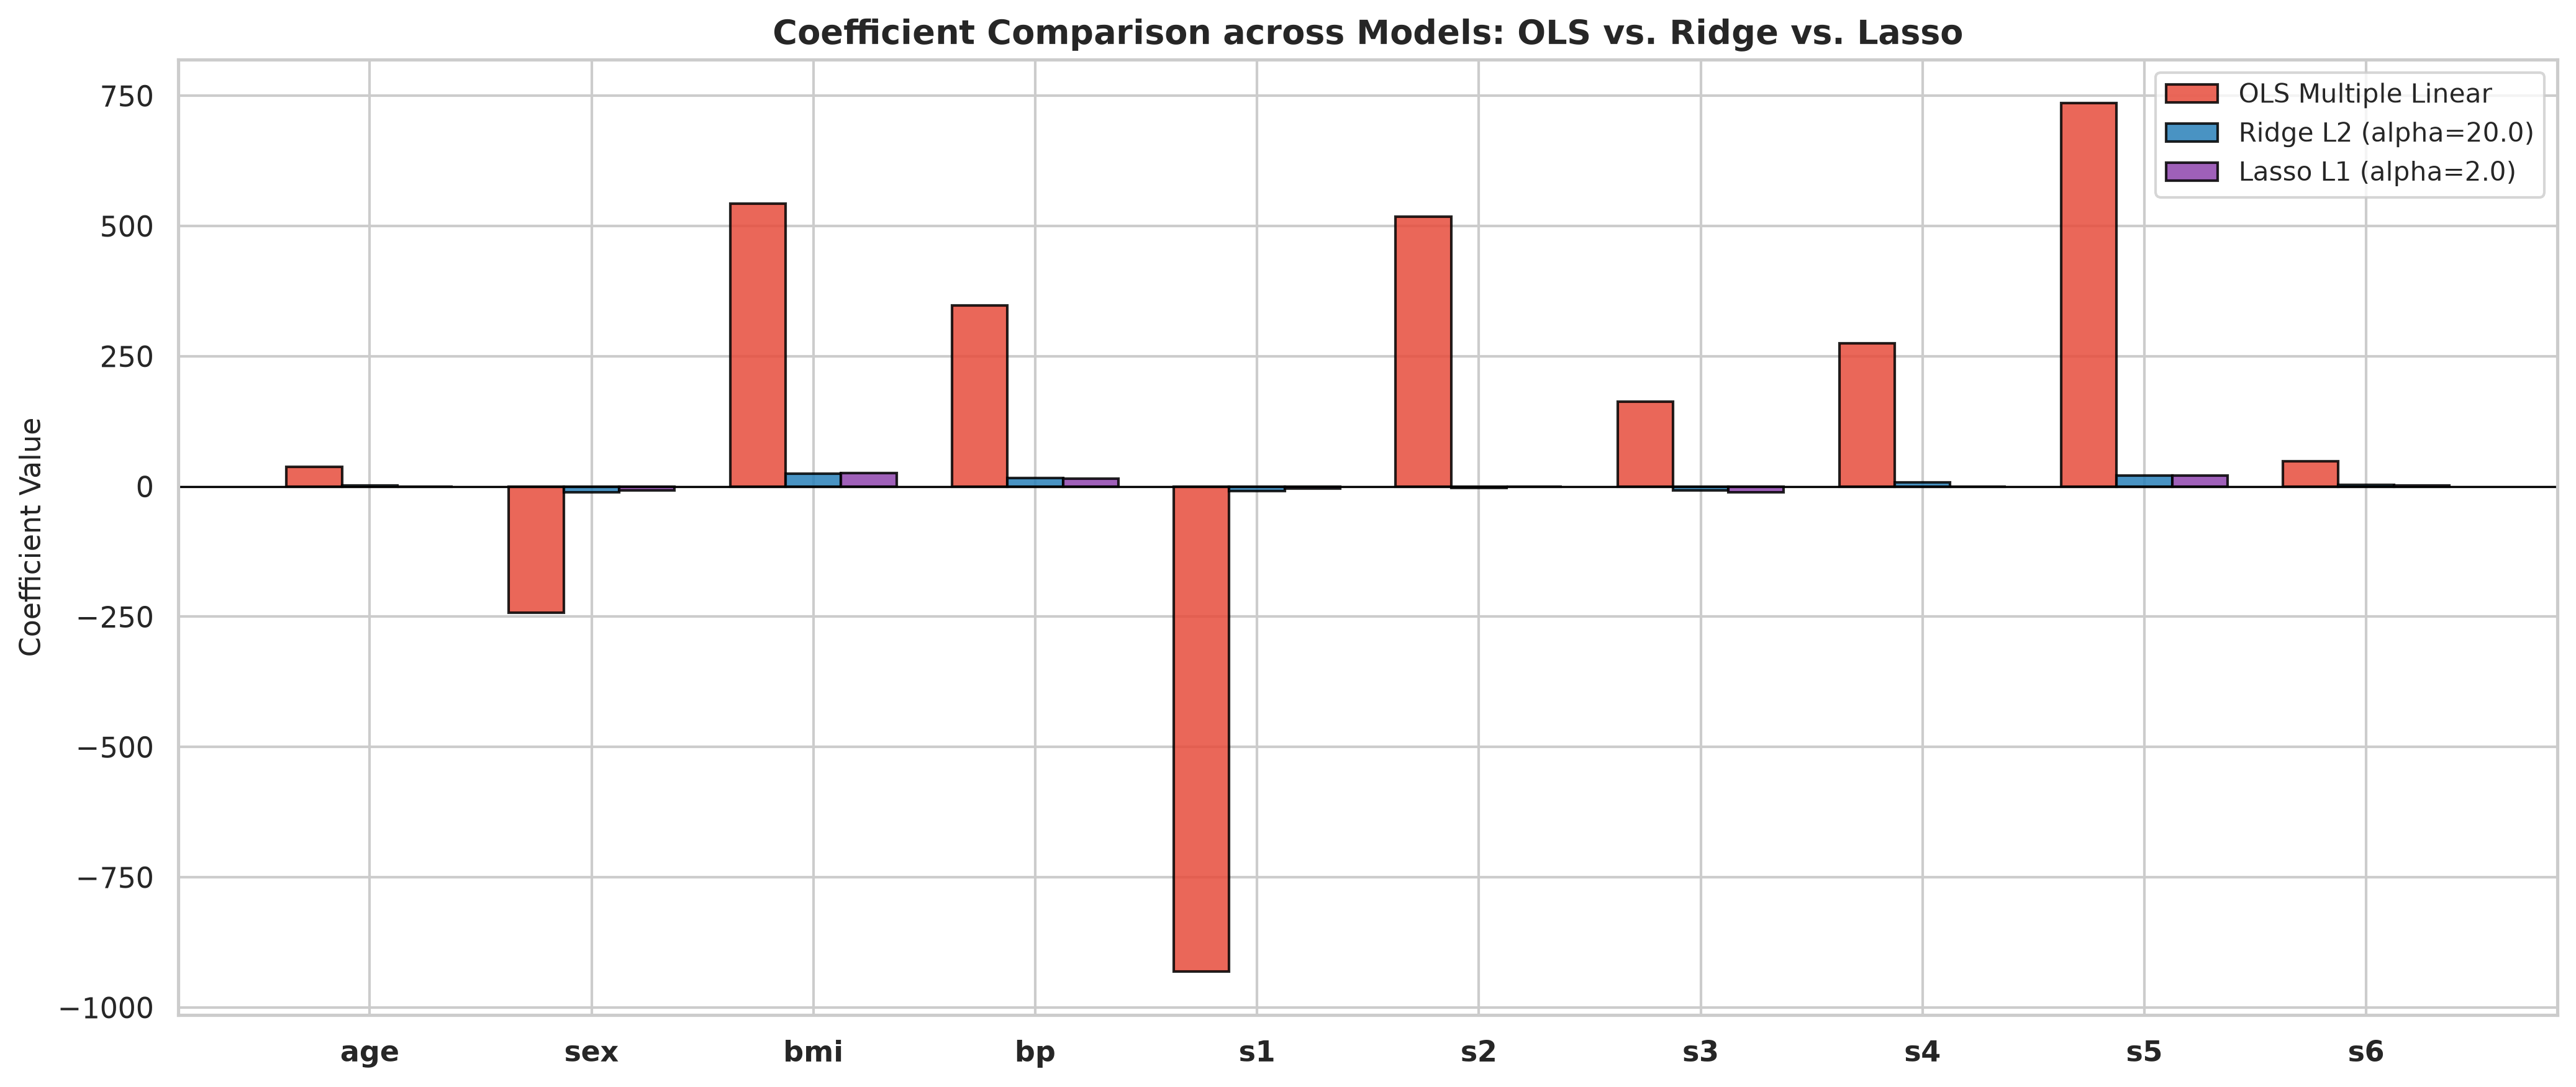 Coefficient Comparison across Models: OLS vs. Ridge vs. Lasso
OLS Multiple Linear
Ridge L2 (alpha=20.0)
Lasso L1 (alpha=2.0)
Coefficient Value
750
500
250
0
−250
−500
−750
−1000
age sex bmi bp s1 s2 s3 s4 s5 s6